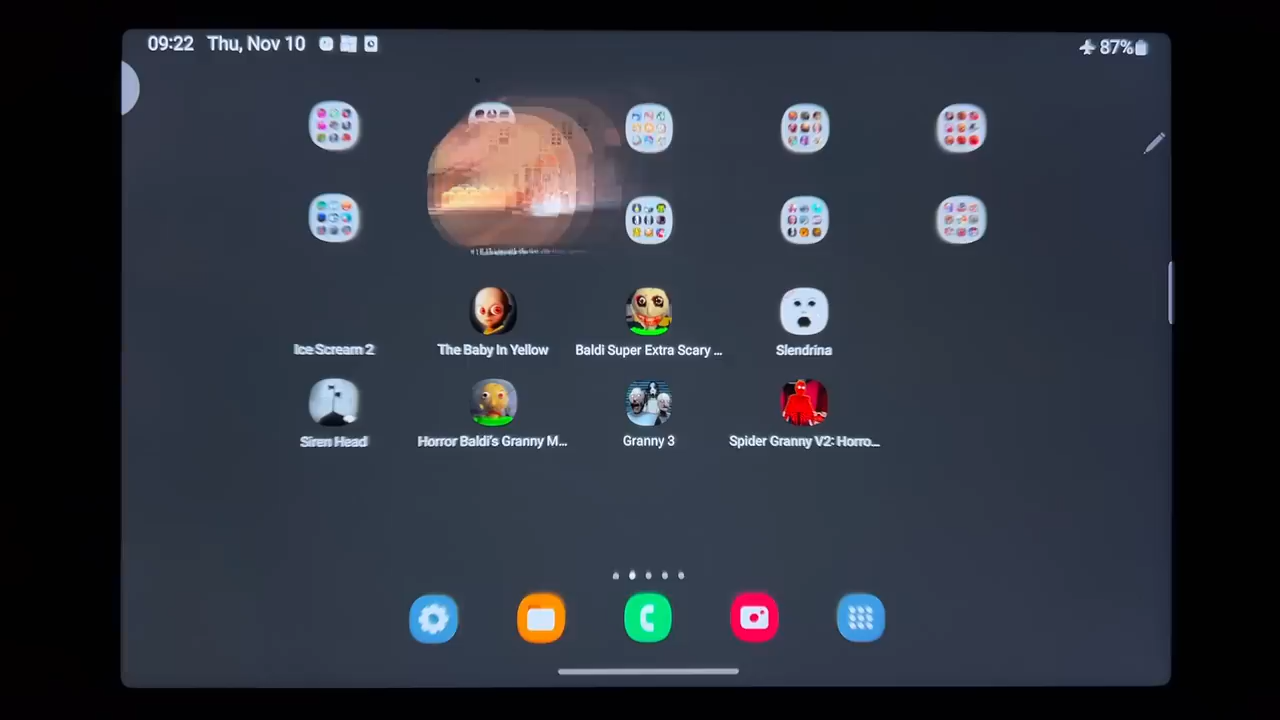 09:22 Thu, Nov 10 87%
Ice Scream 2 The Baby In Yellow Baldi Super Extra Scary ... Slendrina
Siren Head Horror Baldi's Granny M... Granny 3 Spider Granny V2: Horro...